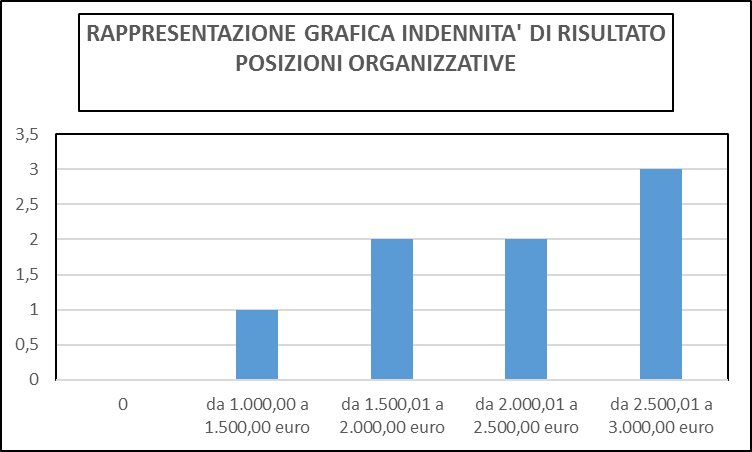 RAPPRESENTAZIONE GRAFICA INDENNITA' DI RISULTATO
POSIZIONI ORGANIZZATIVE
3,5
3
2,5
2
1,5
1
0,5
0
0
da 1.000,00 a
1.500,00 euro
da 1.500,01 a
2.000,00 euro
da 2.000,01 a
2.500,00 euro
da 2.500,01 a
3.000,00 euro